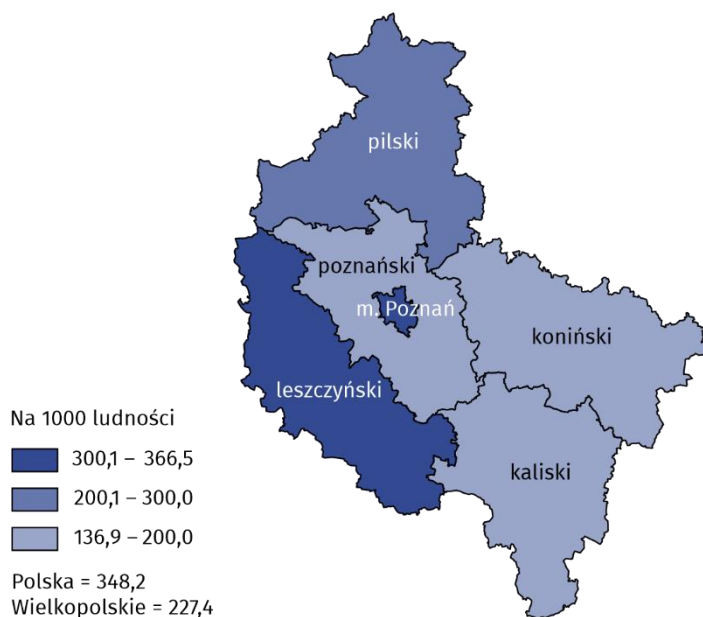 pilski
poznański
m. Poznań
koniński
leszczyński
kaliski
Na 1000 ludności
300,1 – 366,5
200,1 – 300,0
136,9 – 200,0
Polska = 348,2
Wielkopolskie = 227,4